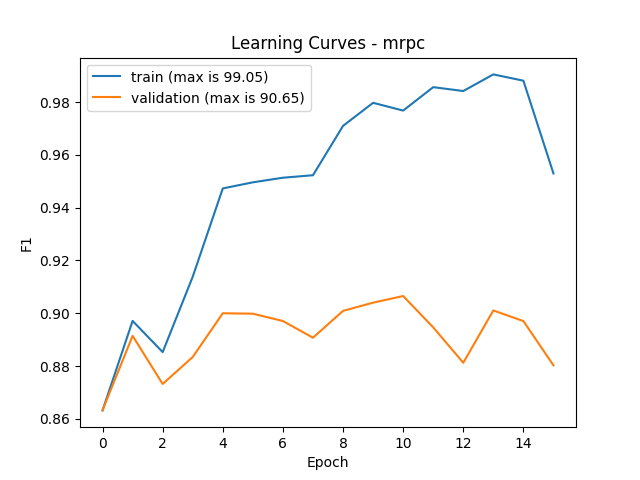 Learning Curves - mrpc
train (max is 99.05)
validation (max is 90.65)
F1
0.98
0.96
0.94
0.92
0.90
0.88
0.86
0 2 4 6 8 10 12 14
Epoch